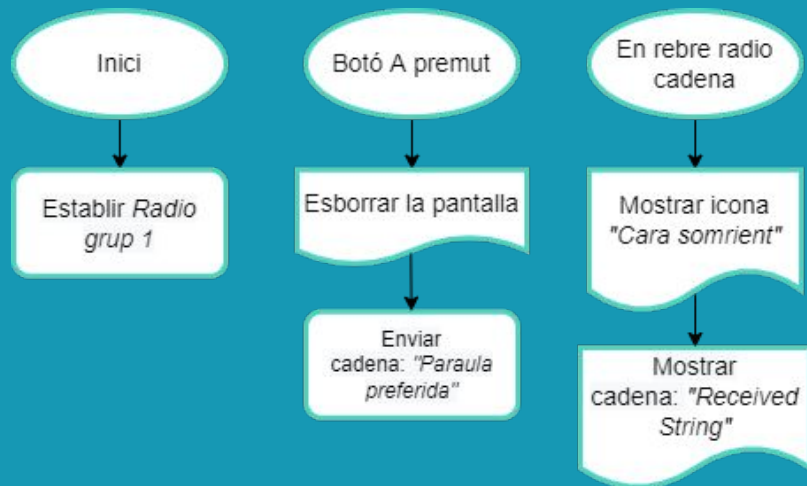 Inici
Establir Radio
grup 1
Botó A premut
Esborrar la pantalla
Enviar
cadena: "Paraula
preferida"
En rebre radio
cadena
Mostrar icona
"Cara somrient"
Mostrar
cadena: "Received
String"